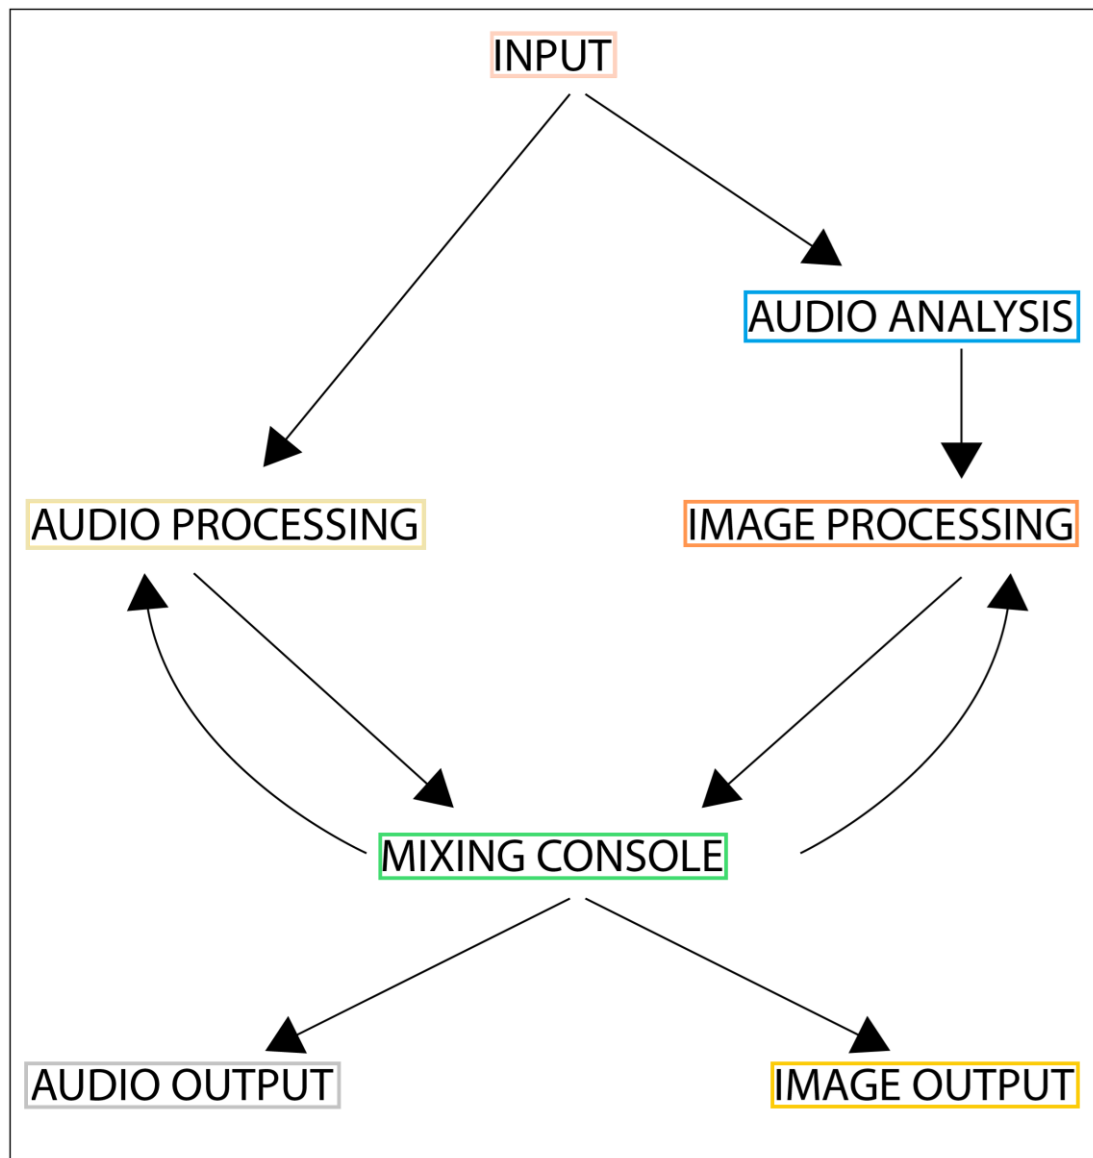 INPUT
AUDIO ANALYSIS
AUDIO PROCESSING
IMAGE PROCESSING
MIXING CONSOLE
AUDIO OUTPUT
IMAGE OUTPUT